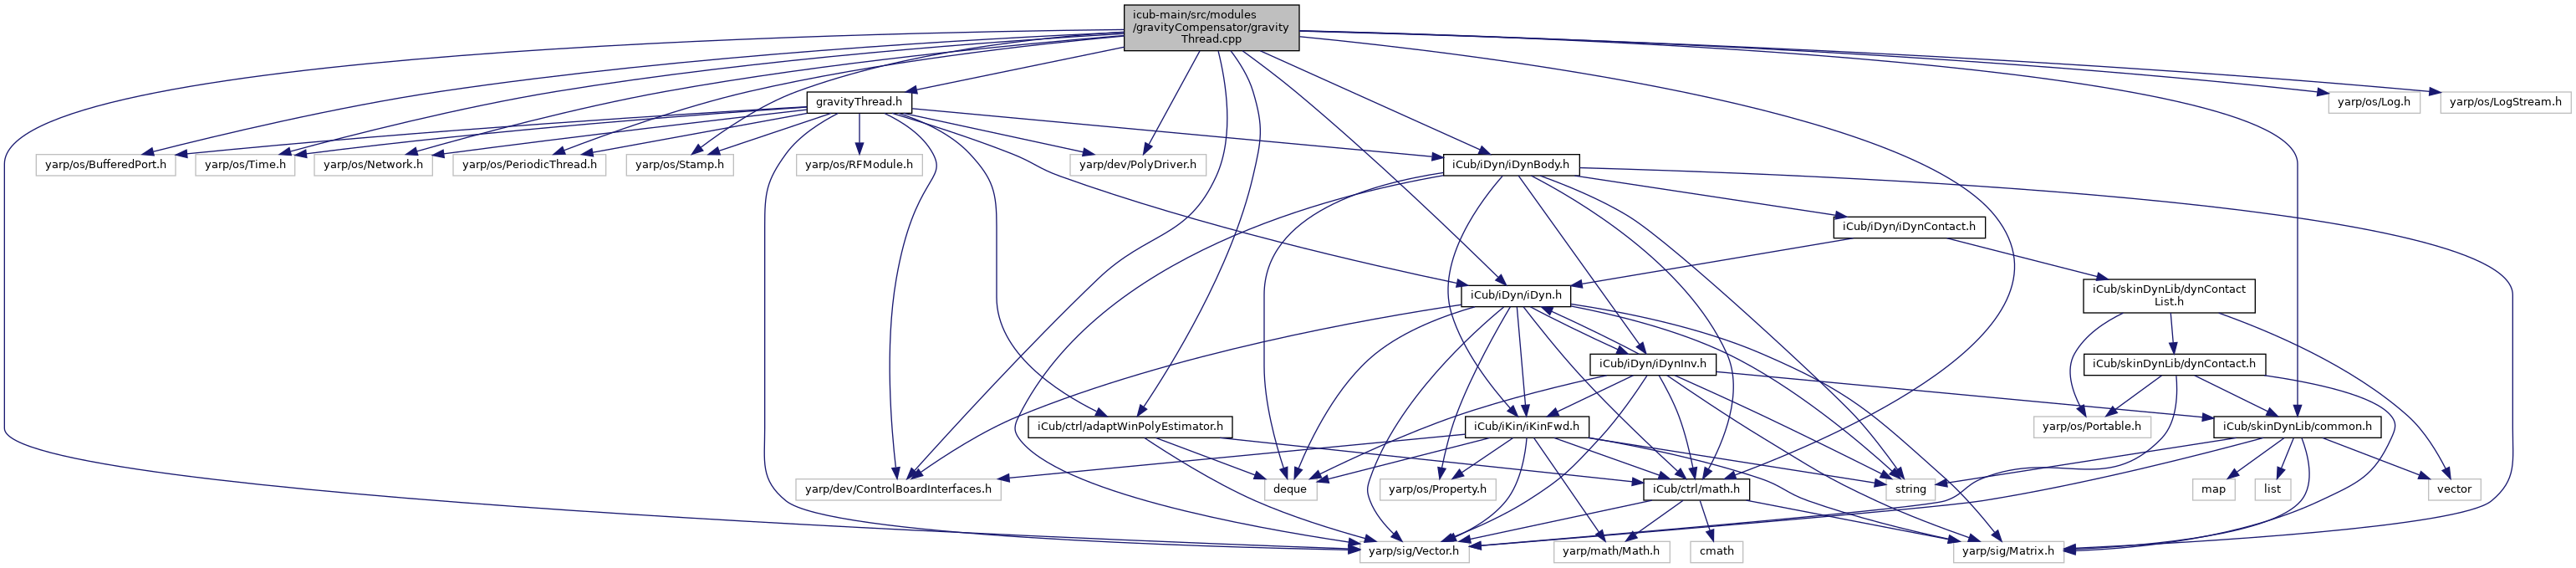 icub-main/src/modules
/gravityCompensator/gravity
Thread.cpp
gravityThread.h
yarp/os/Log.h
yarp/os/LogStream.h
yarp/os/BufferedPort.h
yarp/os/Time.h
yarp/os/Network.h
yarp/os/PeriodicThread.h
yarp/os/Stamp.h
yarp/os/RFModule.h
yarp/dev/PolyDriver.h
iCub/iDyn/iDynBody.h
iCub/iDyn/iDynContact.h
iCub/iDyn/iDyn.h
iCub/skinDynLib/dynContact
List.h
iCub/iDyn/iDynInv.h
iCub/skinDynLib/dynContact.h
iCub/ctrl/adaptWinPolyEstimator.h
iCub/iKin/iKinFwd.h
yarp/os/Portable.h
iCub/skinDynLib/common.h
yarp/dev/ControlBoardInterfaces.h
deque
yarp/os/Property.h
iCub/ctrl/math.h
string
map
list
vector
yarp/sig/Vector.h
yarp/math/Math.h
cmath
yarp/sig/Matrix.h